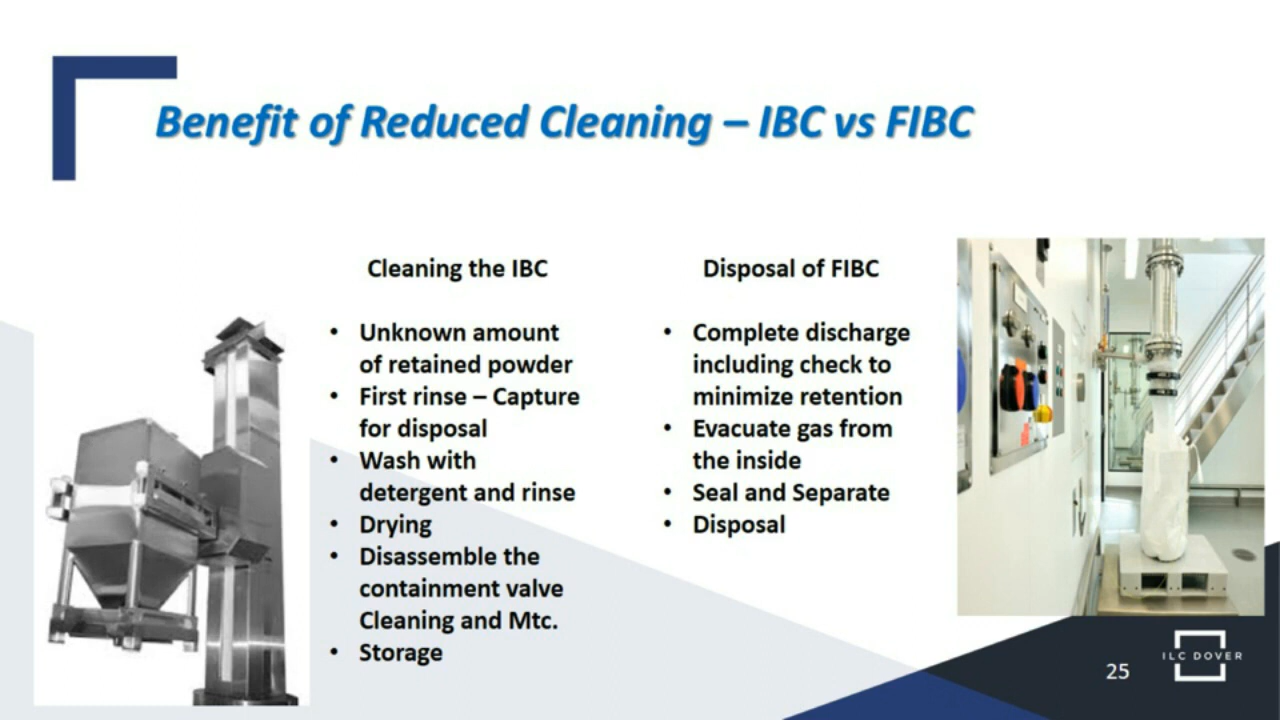 Benefit of Reduced Cleaning – IBC vs FIBC
Cleaning the IBC
• Unknown amount
of retained powder
• First rinse – Capture
for disposal
• Wash with
detergent and rinse
• Drying
• Disassemble the
containment valve
Cleaning and Mtc.
• Storage
Disposal of FIBC
• Complete discharge
including check to
minimize retention
• Evacuate gas from
the inside
• Seal and Separate
• Disposal
25
ILC DOVER